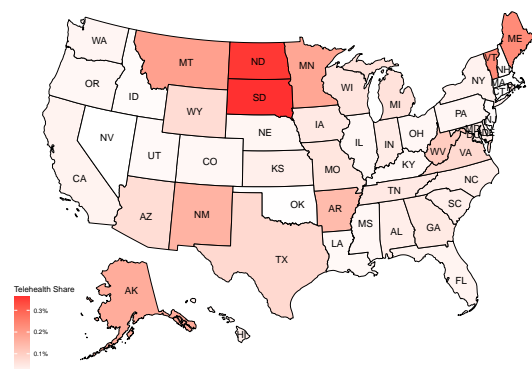 WA
ME
MT
ND
MN
VT
NH
OR
ID
SD
WI
NY
MA
WY
MI
IA
PA
NE
NV
OH
UT
IL
IN
CO
WV
VA
CA
KS
MO
KY
NC
TN
OK
AR
SC
AZ
NM
MS
AL
GA
LA
TX
FL
AK
Telehealth Share
0.3%
0.2%
0.1%
HI